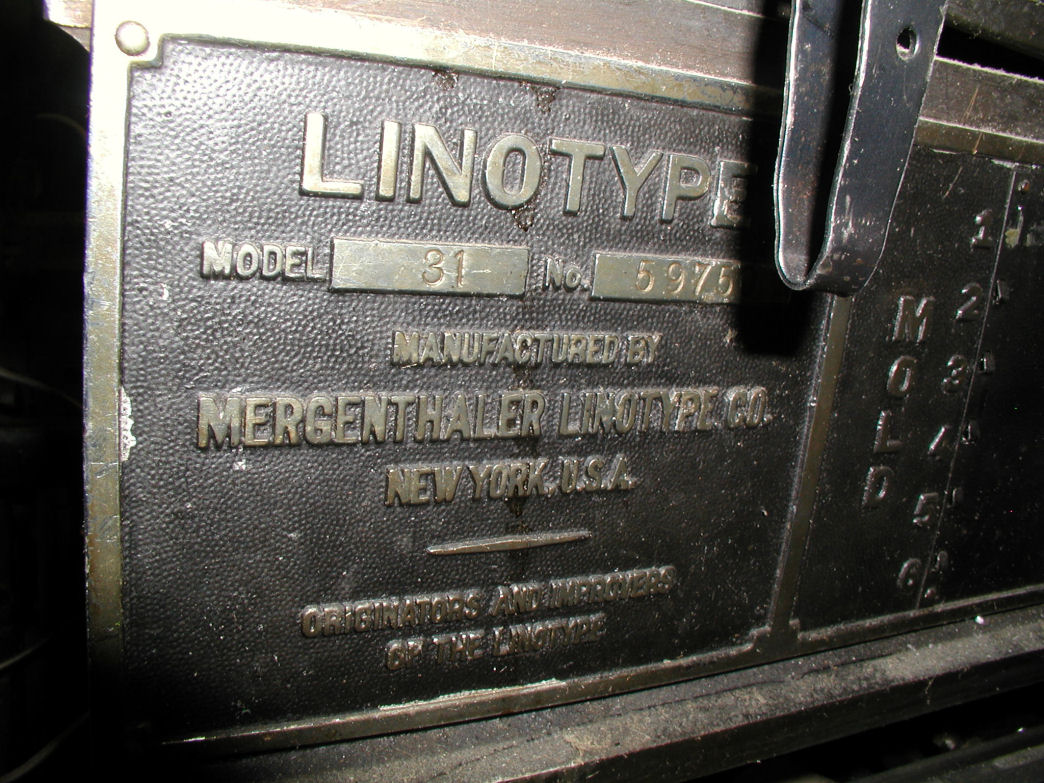 LINOTYPE
MODEL 31 No. 5975
MANUFACTURED BY
MERGENTHALER LINOTYPE CO.
NEW YORK, U.S.A.
ORIGINATORS AND IMPROVERS
OF THE LINOTYPE
MOLD
1
2
3
4
5
6